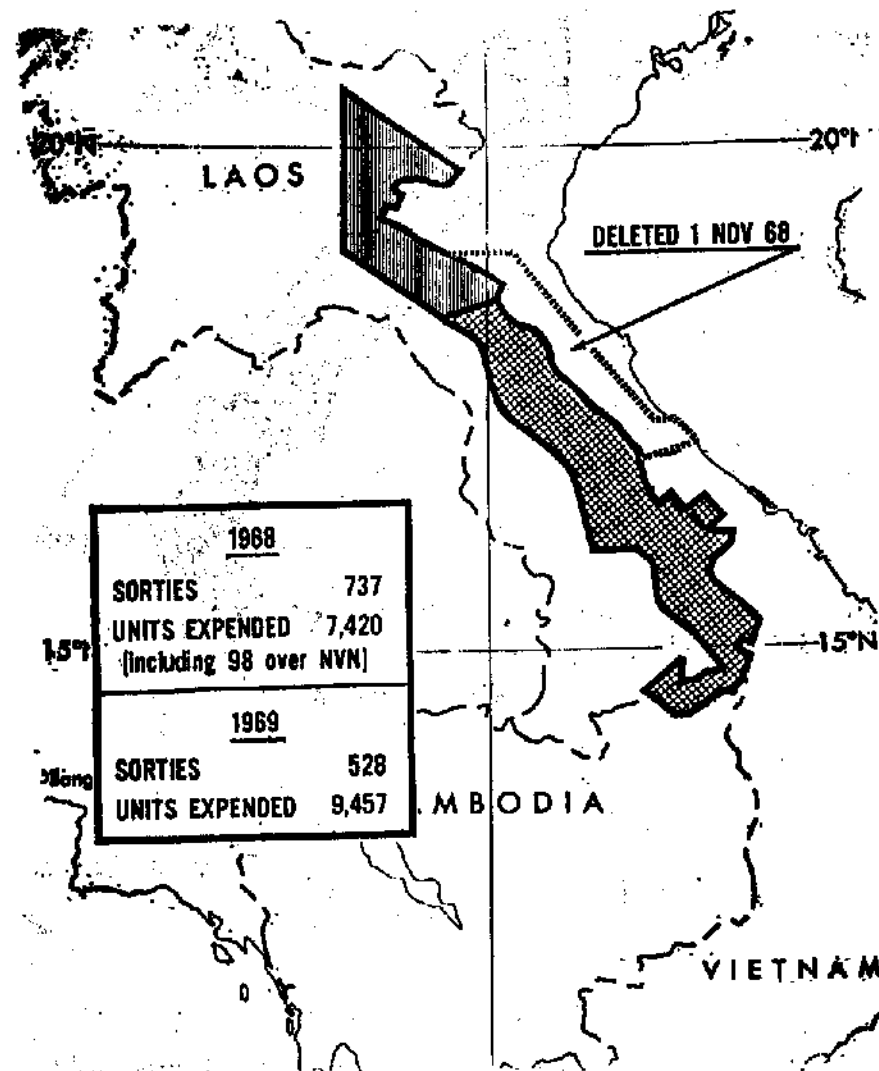 20°N
20°
LAOS
DELETED 1 NOV 68
1968
SORTIES 737
UNITS EXPENDED 7,420
(including 98 over NVN)
15°
15°N
1969
SORTIES 528
UNITS EXPENDED 9,457
MBODIA
VIETNAM